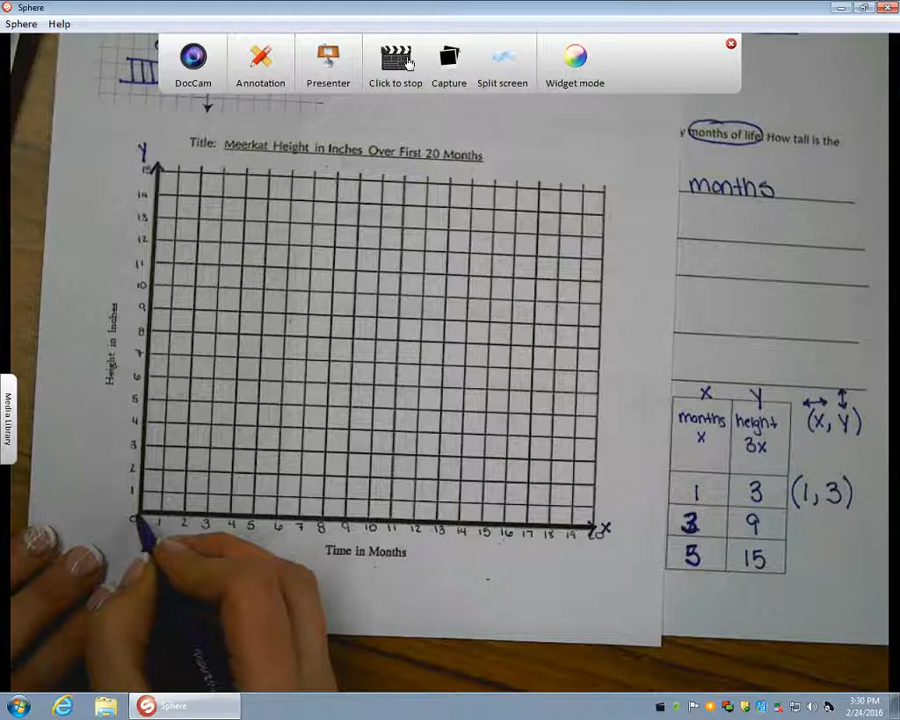 Sphere
Sphere Help
DocCam Annotation Presenter Click to stop Capture Split screen Widget mode
Media Library
Title: Meerkat Height in Inches Over First 20 Months
Y
15
14
13
12
11
10
9
8
7
6
5
4
3
2
1
0
Height in Inches
1 2 3 4 5 6 7 8 9 10 11 12 13 14 15 16 17 18 19 20 X
Time in Months
y months of life. How tall is the
months
X Y
months height (X, Y)
x 3x
1 3 (1, 3)
3 9
5 15
Sphere
3:30 PM
2/24/2016